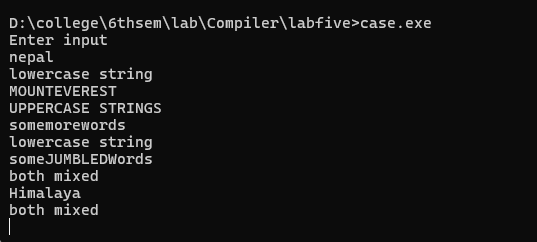 D:\college\6thsem\lab\Compiler\labfive>case.exe
Enter input
nepal
lowercase string
MOUNTEVEREST
UPPERCASE STRINGS
somemorewords
lowercase string
someJUMBLEDWords
both mixed
Himalaya
both mixed